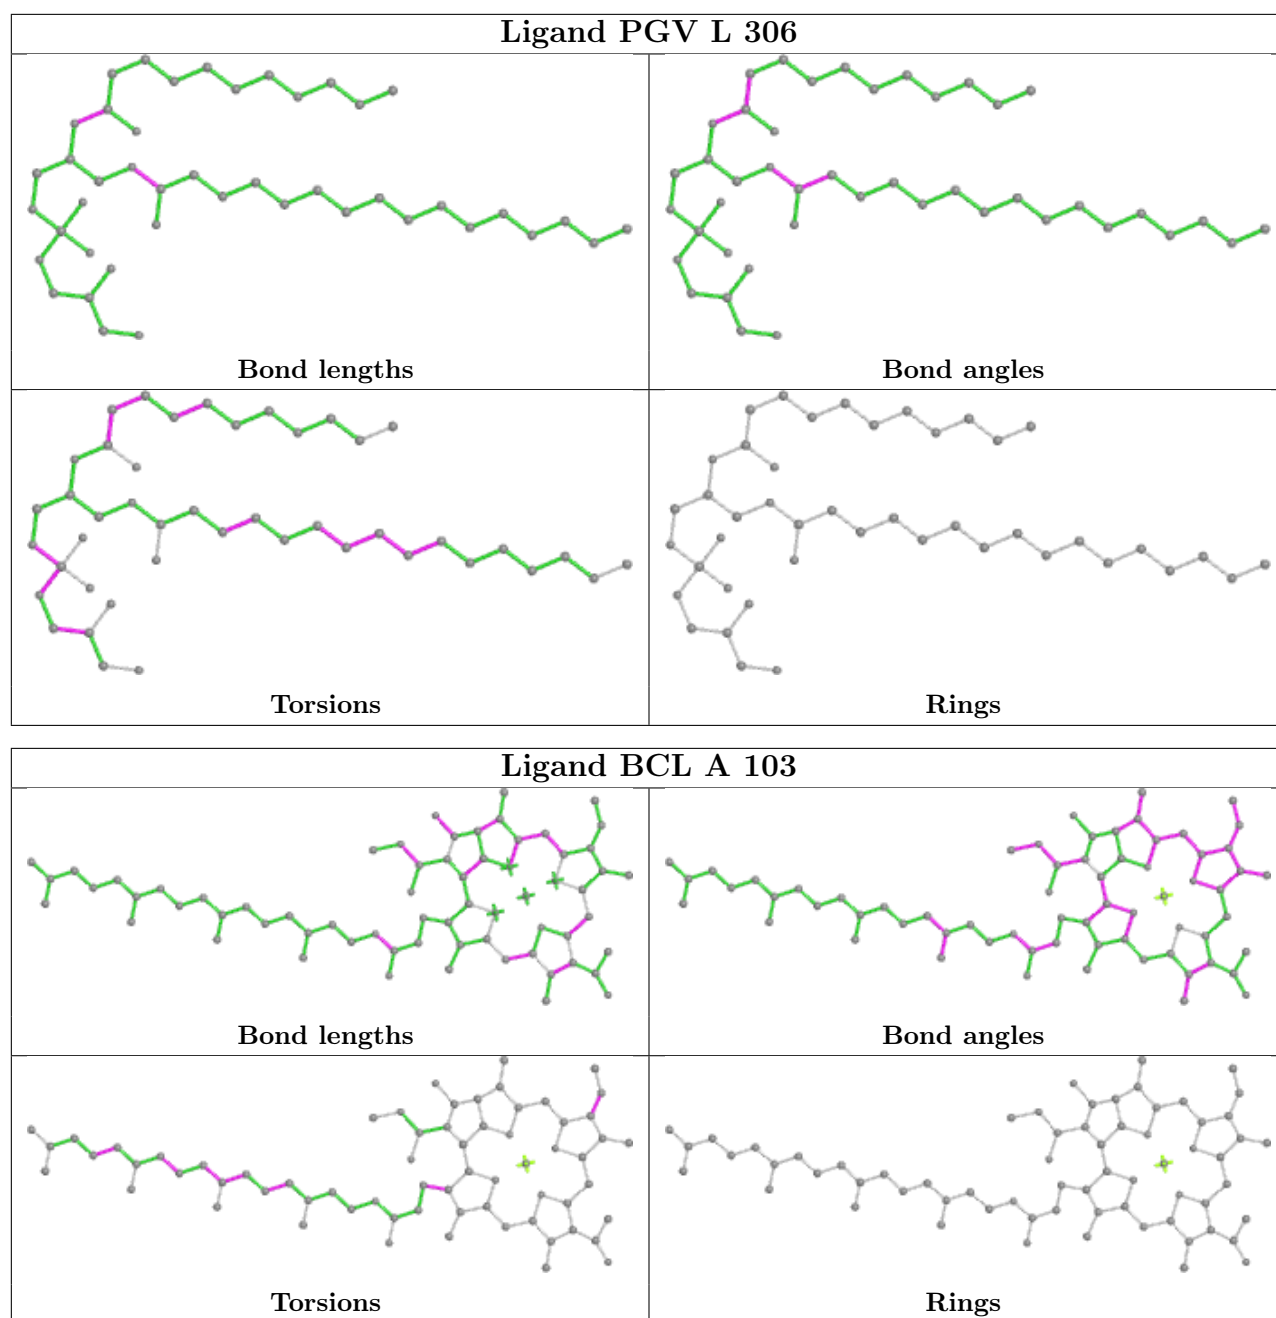 Ligand PGV L 306
Bond lengths
Bond angles
Torsions
Rings
Ligand BCL A 103
Bond lengths
Bond angles
Torsions
Rings